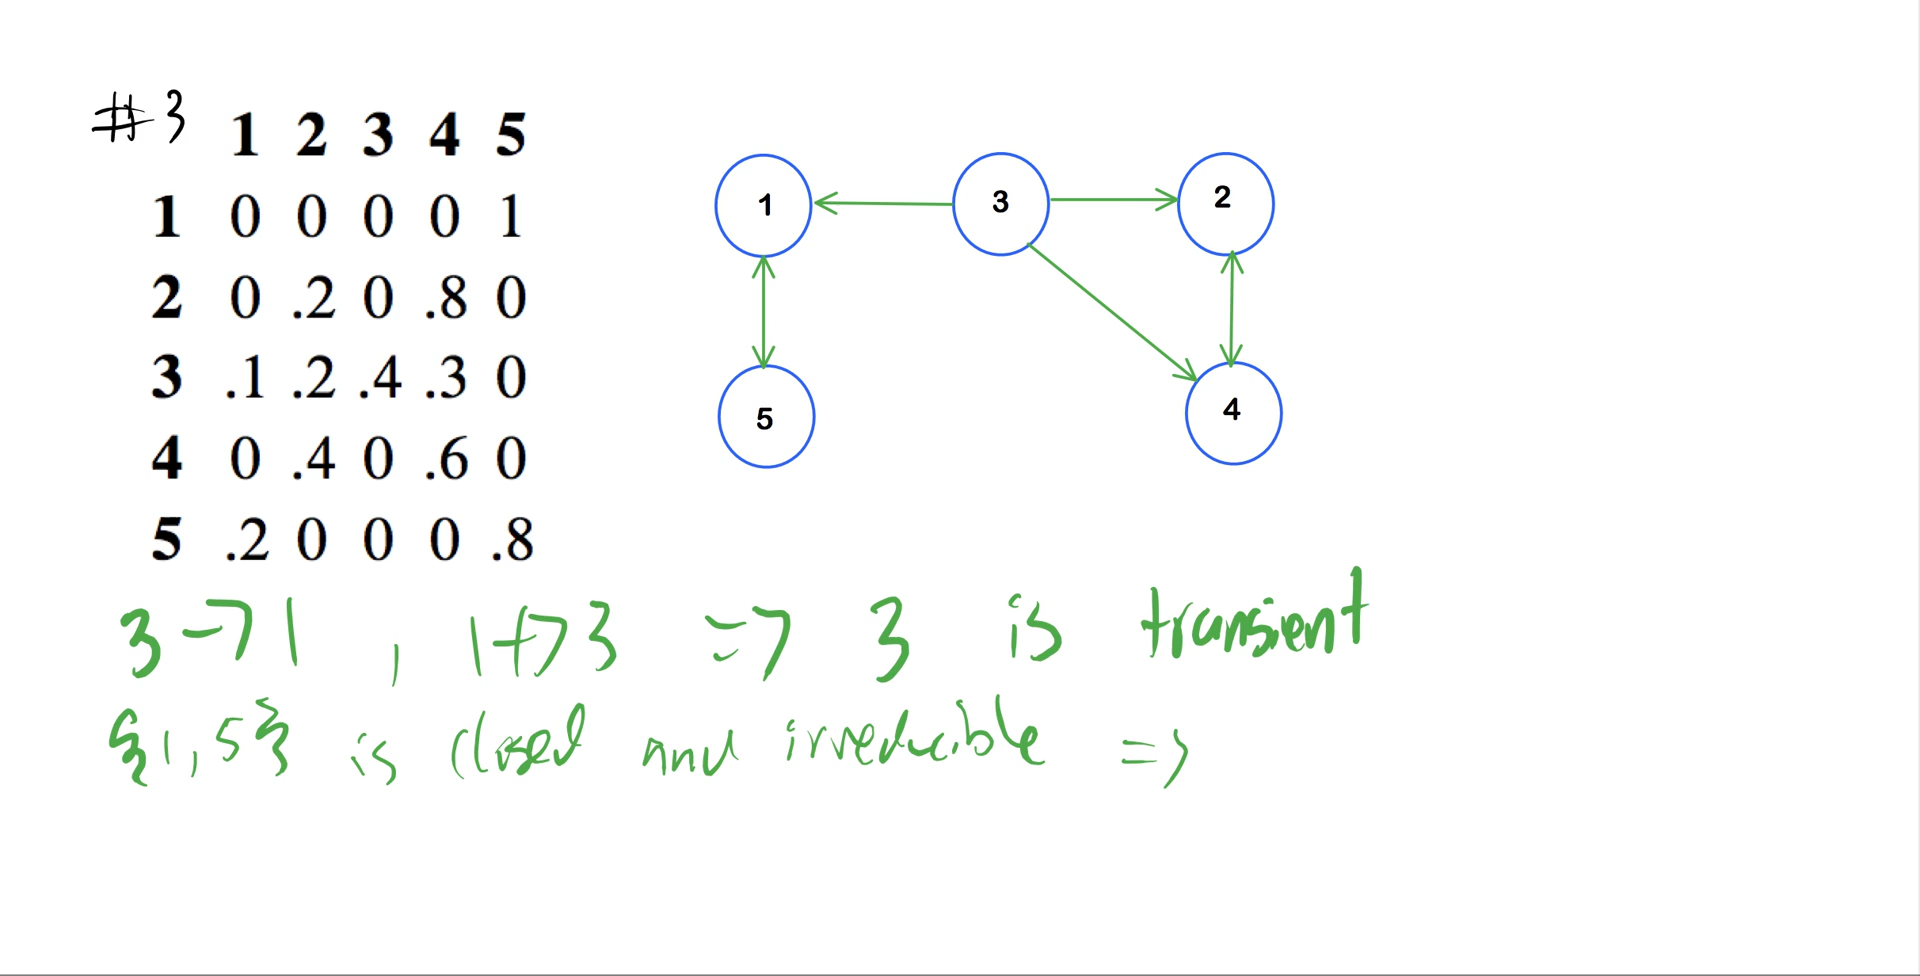 #3
1 2 3 4 5
1 0 0 0 0 1
2 0 .2 0 .8 0
3 .1 .2 .4 .3 0
4 0 .4 0 .6 0
5 .2 0 0 0 .8
1 3 2
5 4
3 → 1 , 1 ↛ 3 => 3 is transient
{1,5} is closed and irreducible =>